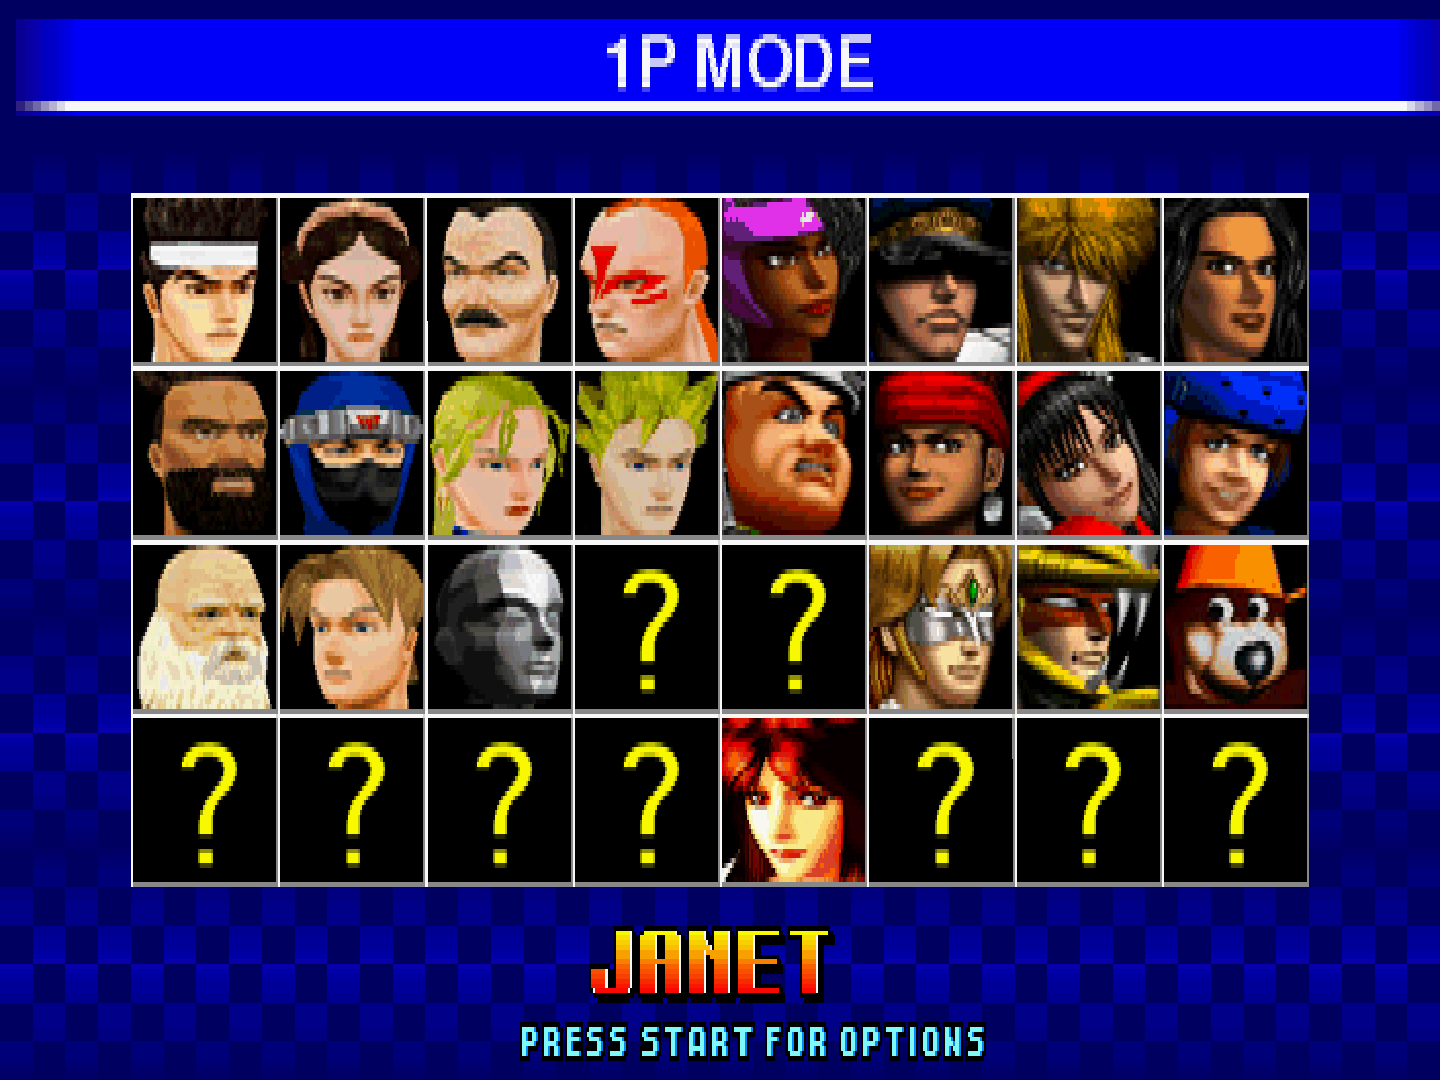 1P MODE
? ?
? ? ? ? ? ? ?
JANET
PRESS START FOR OPTIONS